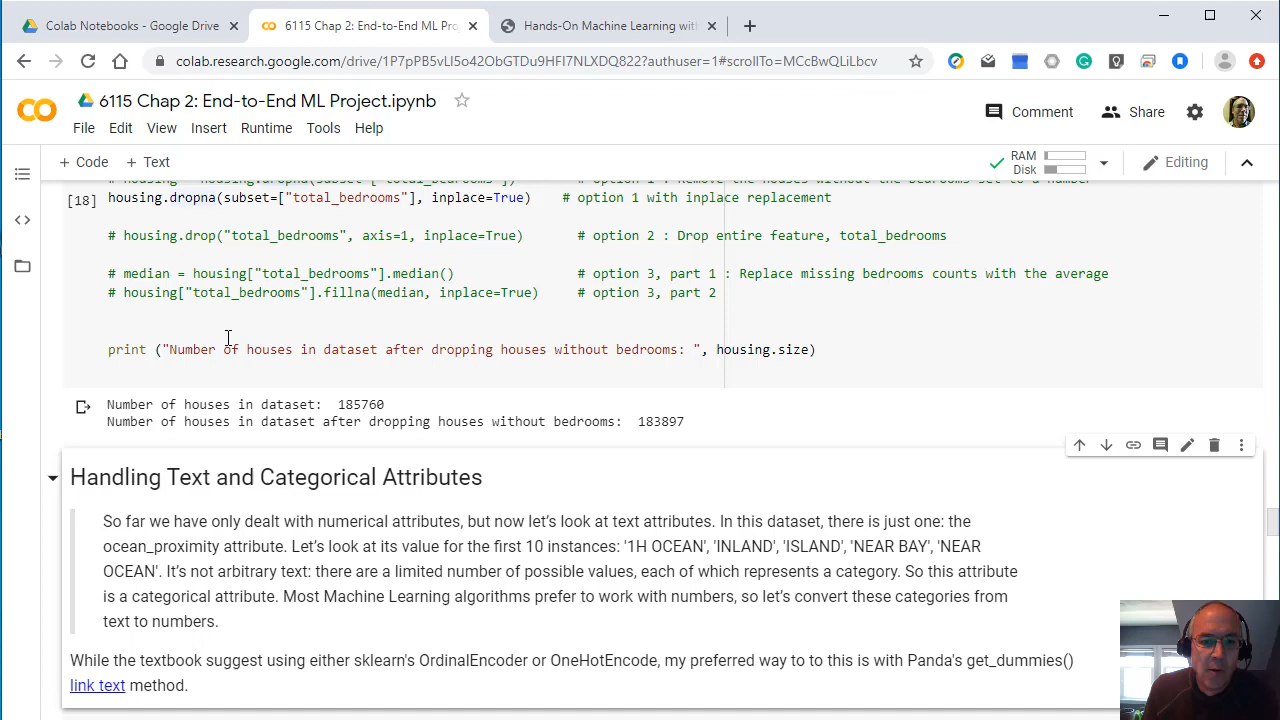 Colab Notebooks - Google Drive
6115 Chap 2: End-to-End ML Pro
Hands-On Machine Learning with
colab.research.google.com/drive/1P7pPB5vLl5o42ObGTDu9HFI7NLXDQ822?authuser=1#scrollTo=MCcBwQLiLbcv
6115 Chap 2: End-to-End ML Project.ipynb
Comment
Share
File Edit View Insert Runtime Tools Help
+ Code + Text
RAM
Disk
Editing
[18] housing.dropna(subset=["total_bedrooms"], inplace=True) # option 1 with inplace replacement
# housing.drop("total_bedrooms", axis=1, inplace=True) # option 2 : Drop entire feature, total_bedrooms
# median = housing["total_bedrooms"].median() # option 3, part 1 : Replace missing bedrooms counts with the average
# housing["total_bedrooms"].fillna(median, inplace=True) # option 3, part 2
print ("Number of houses in dataset after dropping houses without bedrooms: ", housing.size)
Number of houses in dataset: 185760
Number of houses in dataset after dropping houses without bedrooms: 183897
Handling Text and Categorical Attributes
So far we have only dealt with numerical attributes, but now let's look at text attributes. In this dataset, there is just one: the
ocean_proximity attribute. Let's look at its value for the first 10 instances: '1H OCEAN', 'INLAND', 'ISLAND', 'NEAR BAY', 'NEAR
OCEAN'. It's not arbitrary text: there are a limited number of possible values, each of which represents a category. So this attribute
is a categorical attribute. Most Machine Learning algorithms prefer to work with numbers, so let's convert these categories from
text to numbers.
While the textbook suggest using either sklearn's OrdinalEncoder or OneHotEncode, my preferred way to to this is with Panda's get_dummies()
link text method.